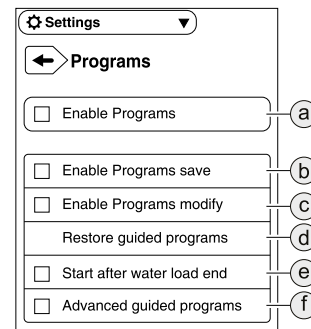 Settings
Programs
Enable Programs
a
Enable Programs save
b
Enable Programs modify
c
Restore guided programs
d
Start after water load end
e
Advanced guided programs
f